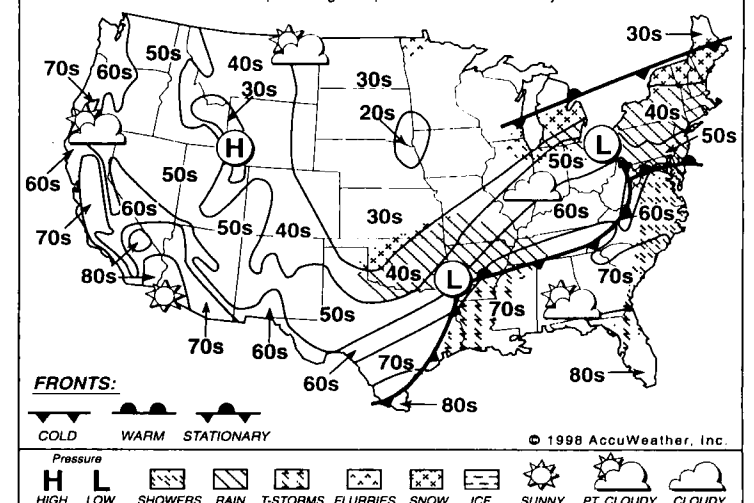 30s
50s
40s
70s
60s
30s
30s
20s
40s
50s
H
L
50s
50s
60s
60s
60s
60s
70s
50s
40s
30s
80s
40s
L
70s
50s
70s
70s
60s
60s
70s
80s
80s
FRONTS:
COLD WARM STATIONARY
© 1998 AccuWeather, Inc.
Pressure
H L
HIGH LOW SHOWERS RAIN T-STORMS FLURRIES SNOW ICE SUNNY PT. CLOUDY CLOUDY